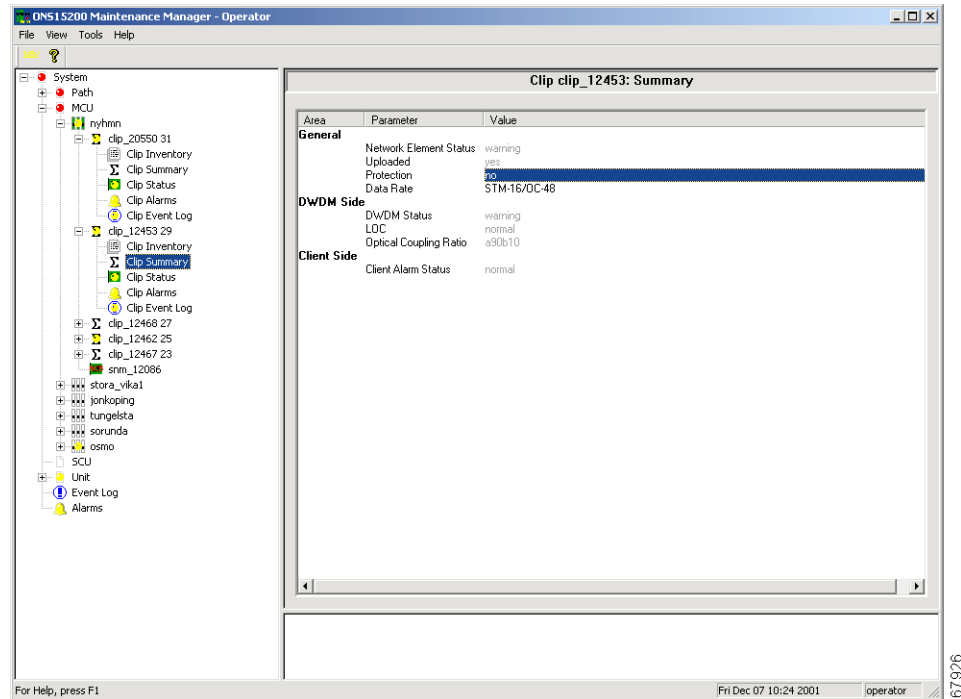 ONS15200 Maintenance Manager - Operator
File View Tools Help
System
Path
MCU
nyhmn
clip_20550 31
Clip Inventory
Clip Summary
Clip Status
Clip Alarms
Clip Event Log
clip_12453 29
Clip Inventory
Clip Summary
Clip Status
Clip Alarms
Clip Event Log
clip_12468 27
clip_12462 25
clip_12467 23
snm_12086
stora_vika1
jonkoping
tungelsta
sorunda
osmo
SCU
Unit
Event Log
Alarms
Clip clip_12453: Summary
Area Parameter Value
General
Network Element Status warning
Uploaded yes
Protection no
Data Rate STM-16/OC-48
DWDM Side
DWDM Status warning
LOC normal
Optical Coupling Ratio a90b10
Client Side
Client Alarm Status normal
For Help, press F1
Fri Dec 07 10:24 2001
operator
67926